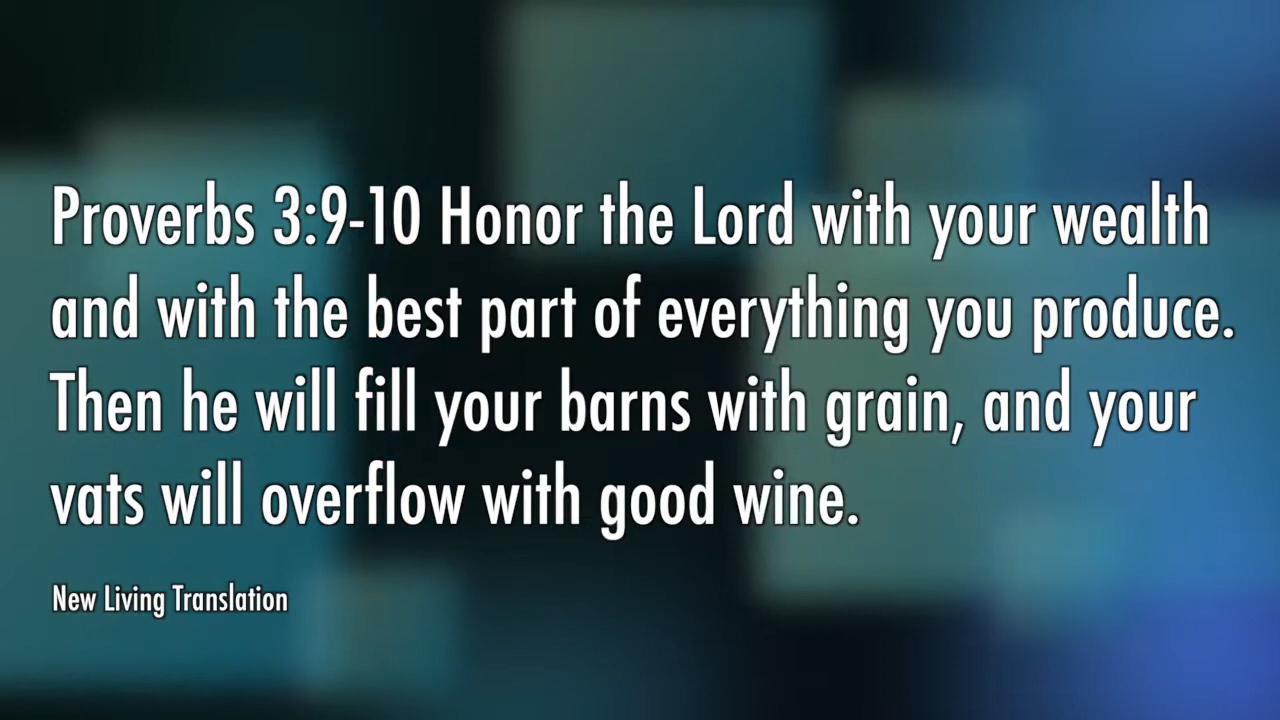 Proverbs 3:9-10 Honor the Lord with your wealth
and with the best part of everything you produce.
Then he will fill your barns with grain, and your
vats will overflow with good wine.
New Living Translation